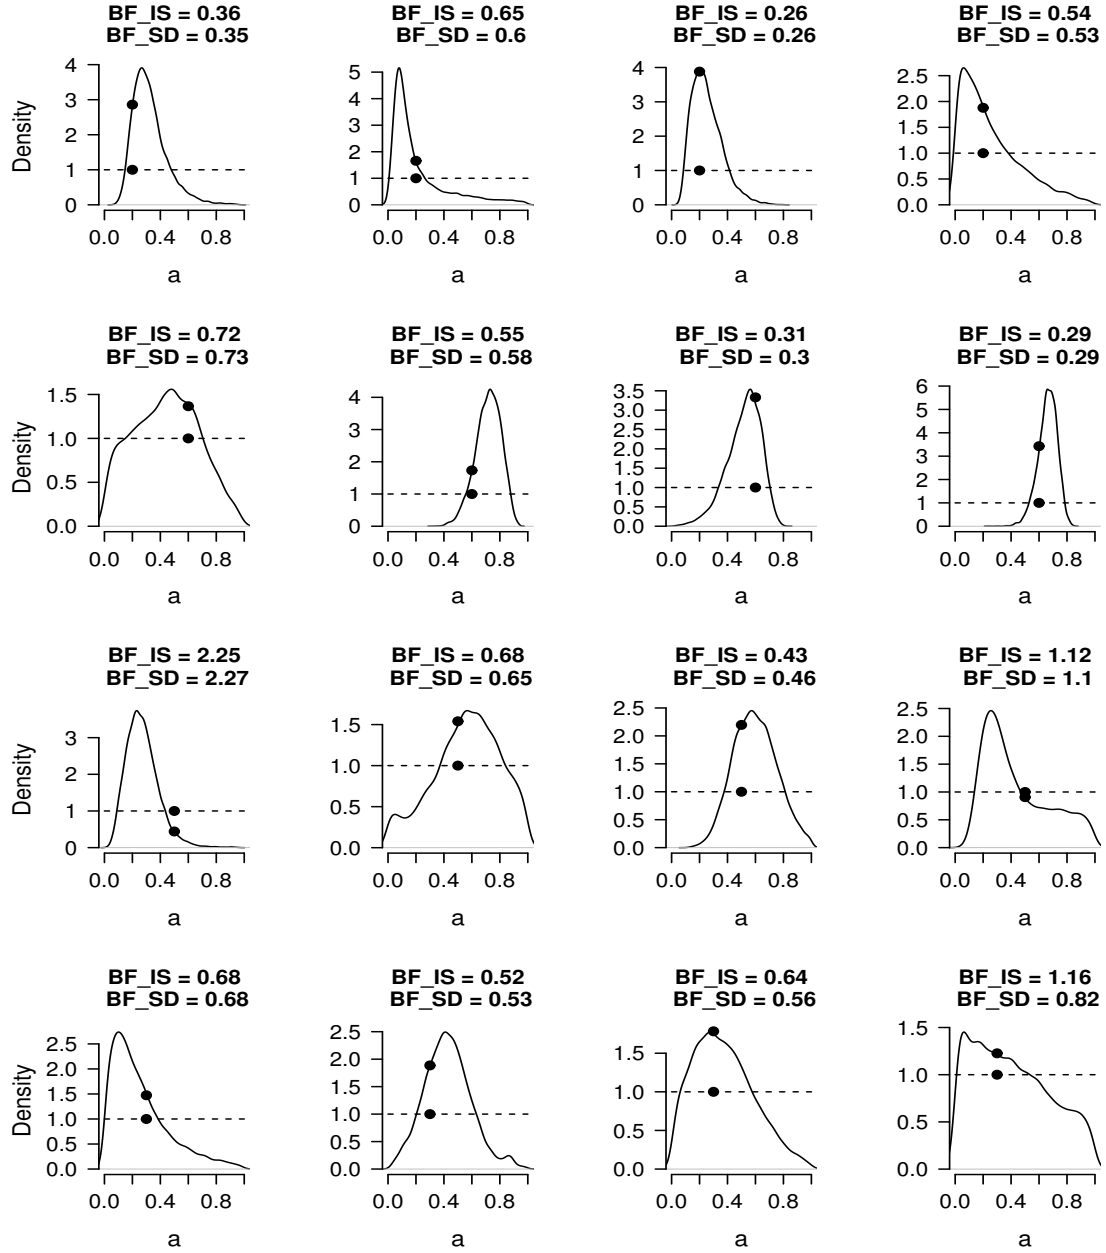 BF_IS = 0.36
BF_SD = 0.35
BF_IS = 0.65
BF_SD = 0.6
BF_IS = 0.26
BF_SD = 0.26
BF_IS = 0.54
BF_SD = 0.53
Density
4
3
2
1
0
0.0 0.4 0.8
a
5
4
3
2
1
0
0.0 0.4 0.8
a
4
3
2
1
0
0.0 0.4 0.8
a
2.5
2.0
1.5
1.0
0.5
0.0
0.0 0.4 0.8
a
BF_IS = 0.72
BF_SD = 0.73
BF_IS = 0.55
BF_SD = 0.58
BF_IS = 0.31
BF_SD = 0.3
BF_IS = 0.29
BF_SD = 0.29
Density
1.5
1.0
0.5
0.0
0.0 0.4 0.8
a
4
3
2
1
0
0.0 0.4 0.8
a
3.5
3.0
2.5
2.0
1.5
1.0
0.5
0.0
0.0 0.4 0.8
a
6
5
4
3
2
1
0
0.0 0.4 0.8
a
BF_IS = 2.25
BF_SD = 2.27
BF_IS = 0.68
BF_SD = 0.65
BF_IS = 0.43
BF_SD = 0.46
BF_IS = 1.12
BF_SD = 1.1
Density
3
2
1
0
0.0 0.4 0.8
a
1.5
1.0
0.5
0.0
0.0 0.4 0.8
a
2.5
2.0
1.5
1.0
0.5
0.0
0.0 0.4 0.8
a
2.5
2.0
1.5
1.0
0.5
0.0
0.0 0.4 0.8
a
BF_IS = 0.68
BF_SD = 0.68
BF_IS = 0.52
BF_SD = 0.53
BF_IS = 0.64
BF_SD = 0.56
BF_IS = 1.16
BF_SD = 0.82
Density
2.5
2.0
1.5
1.0
0.5
0.0
0.0 0.4 0.8
a
2.5
2.0
1.5
1.0
0.5
0.0
0.0 0.4 0.8
a
1.5
1.0
0.5
0.0
0.0 0.4 0.8
a
1.5
1.0
0.5
0.0
0.0 0.4 0.8
a